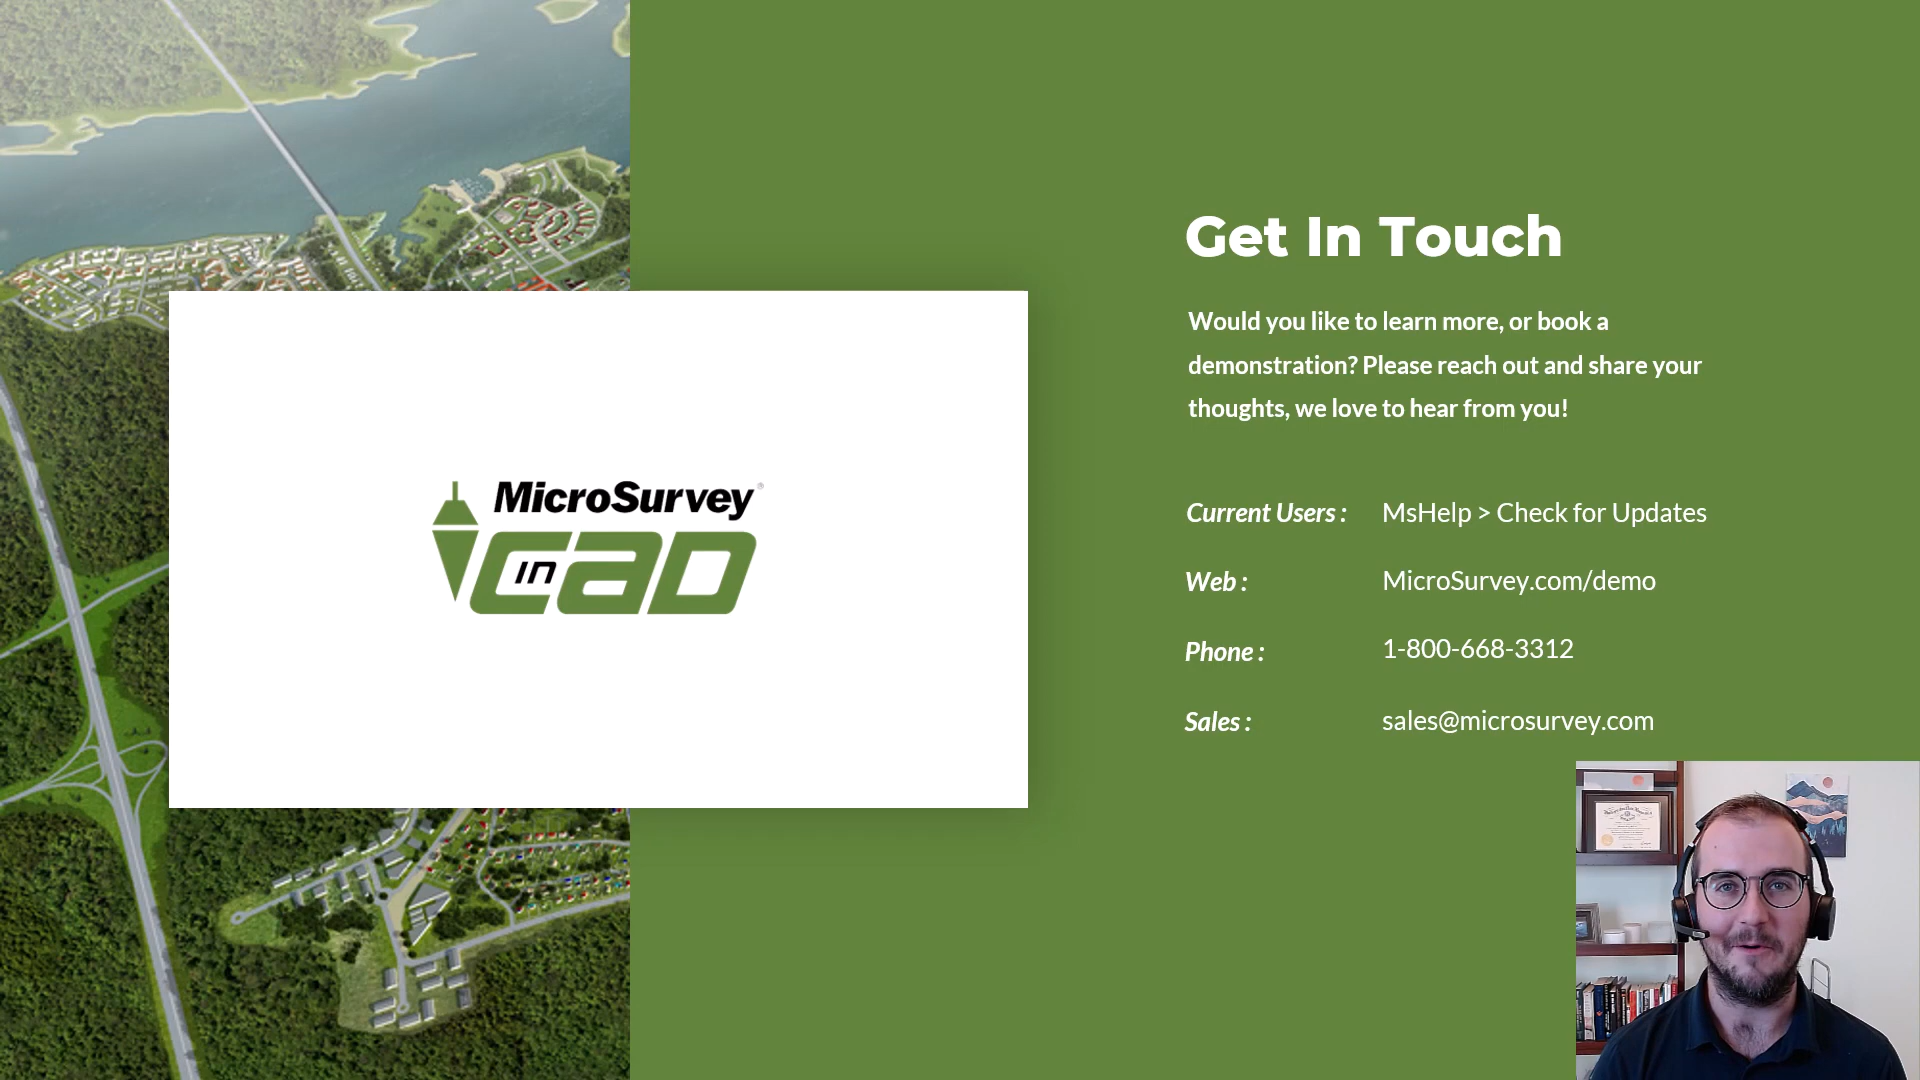 MicroSurvey®
inCAD
Get In Touch
Would you like to learn more, or book a
demonstration? Please reach out and share your
thoughts, we love to hear from you!
Current Users : MsHelp > Check for Updates
Web : MicroSurvey.com/demo
Phone : 1-800-668-3312
Sales : sales@microsurvey.com